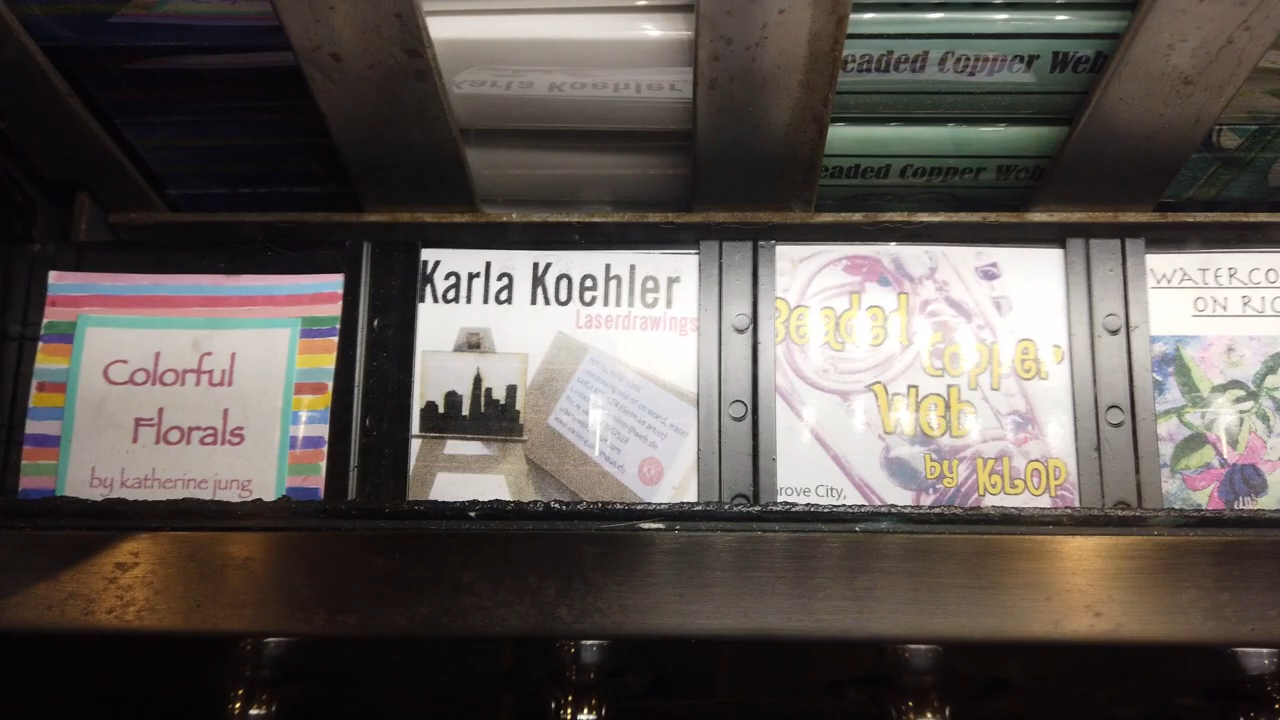 Karla Koehler
eaded Copper Web
eaded Copper Web
Colorful
Florals
by katherine jung
Karla Koehler
Laserdrawings
Beaded
Copper
Web
by KLOP
rove City,
WATERCO
ON RIC